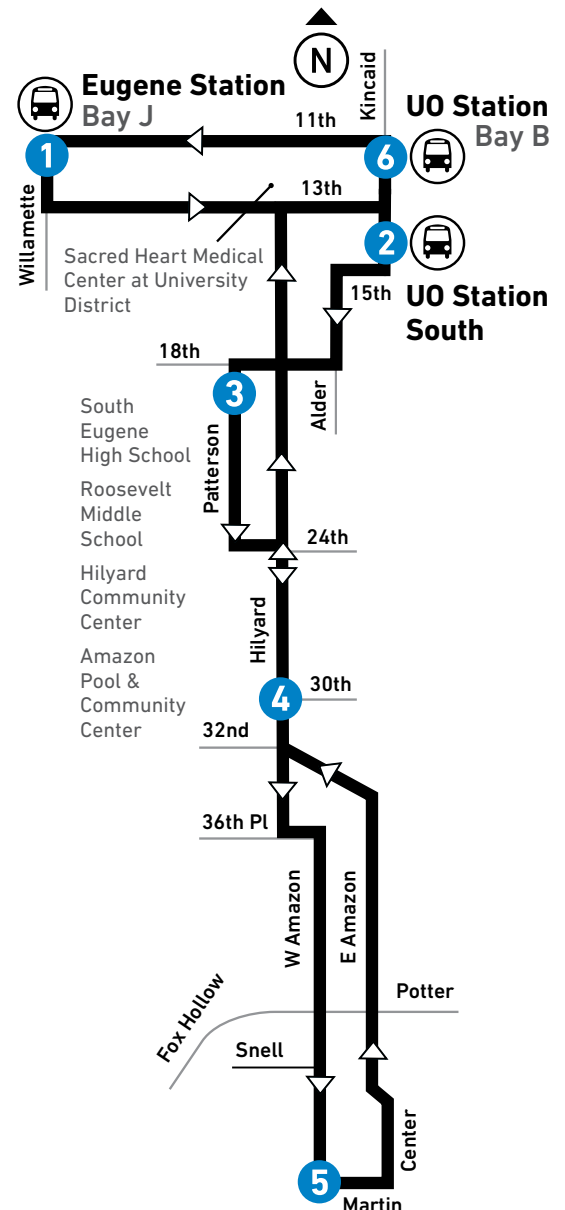 N
Kincaid
Eugene Station
Bay J
UO Station
Bay B
11th
1
6
13th
Willamette
2
Sacred Heart Medical
Center at University
District
15th
UO Station
South
18th
3
Alder
South
Eugene
High School
Patterson
Roosevelt
Middle
School
24th
Hilyard
Community
Center
Hilyard
Amazon
Pool &
Community
Center
4
30th
32nd
36th Pl
W Amazon
E Amazon
Potter
Fox Hollow
Snell
Center
5
Martin